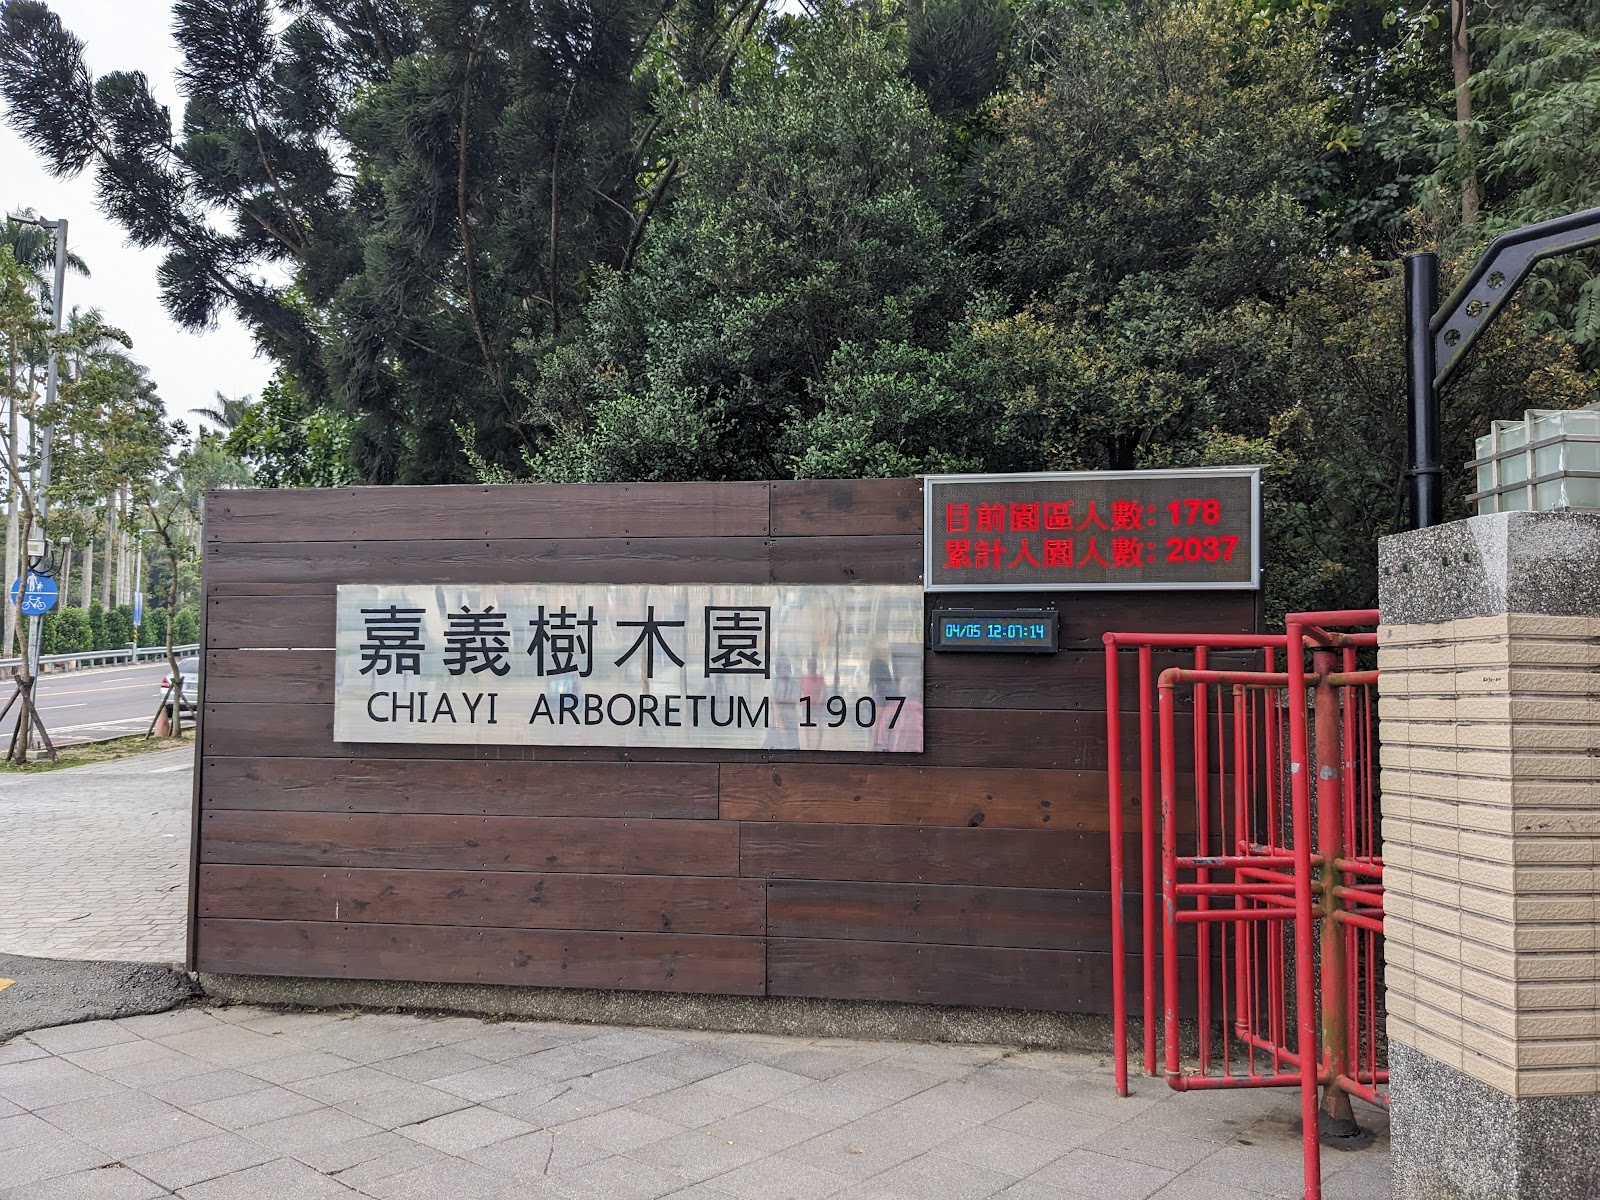 目前園區人數: 178
累計入園人數: 2037
嘉義樹木園
CHIAYI ARBORETUM 1907
04/05 12:07:14